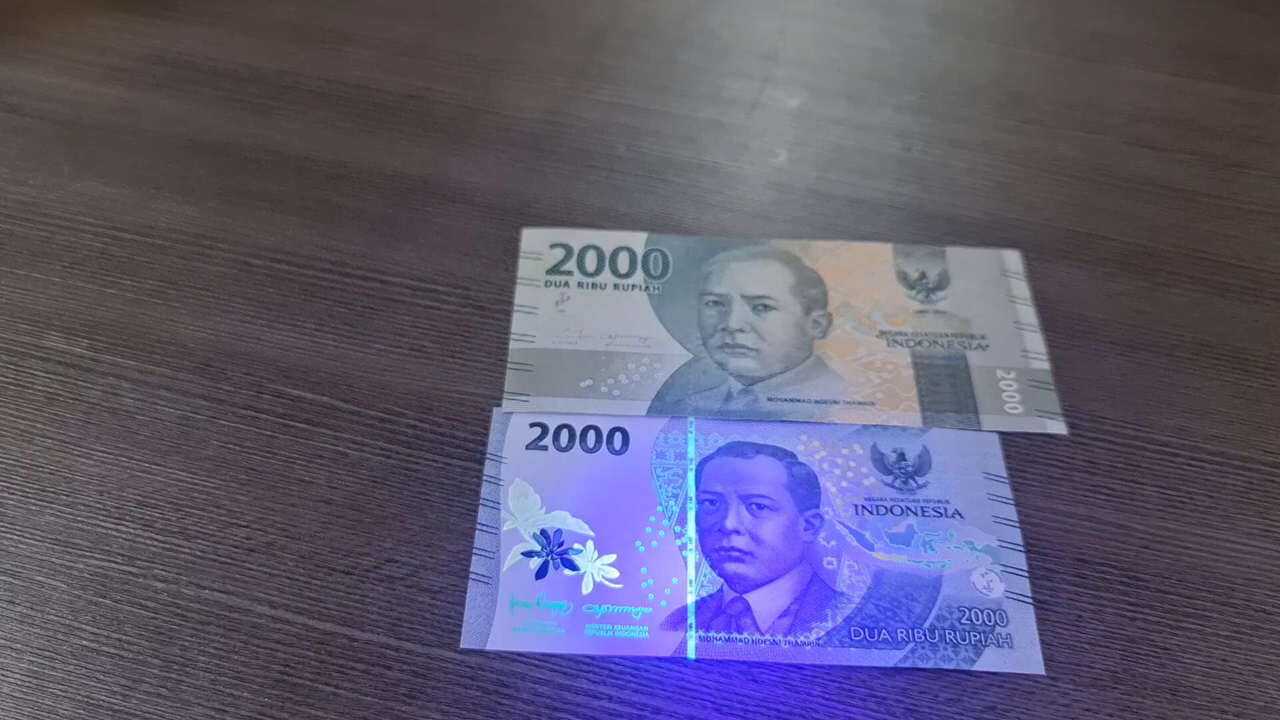 2000
DUA RIBU RUPIAH
NEGARA KESATUAN REPUBLIK
INDONESIA
2000
MOHAMMAD HOESNI THAMRIN
2000
NEGARA KESATUAN REPUBLIK
INDONESIA
MENTERI KEUANGAN
REPUBLIK INDONESIA
MOHAMMAD HOESNI THAMRIN
2000
DUA RIBU RUPIAH